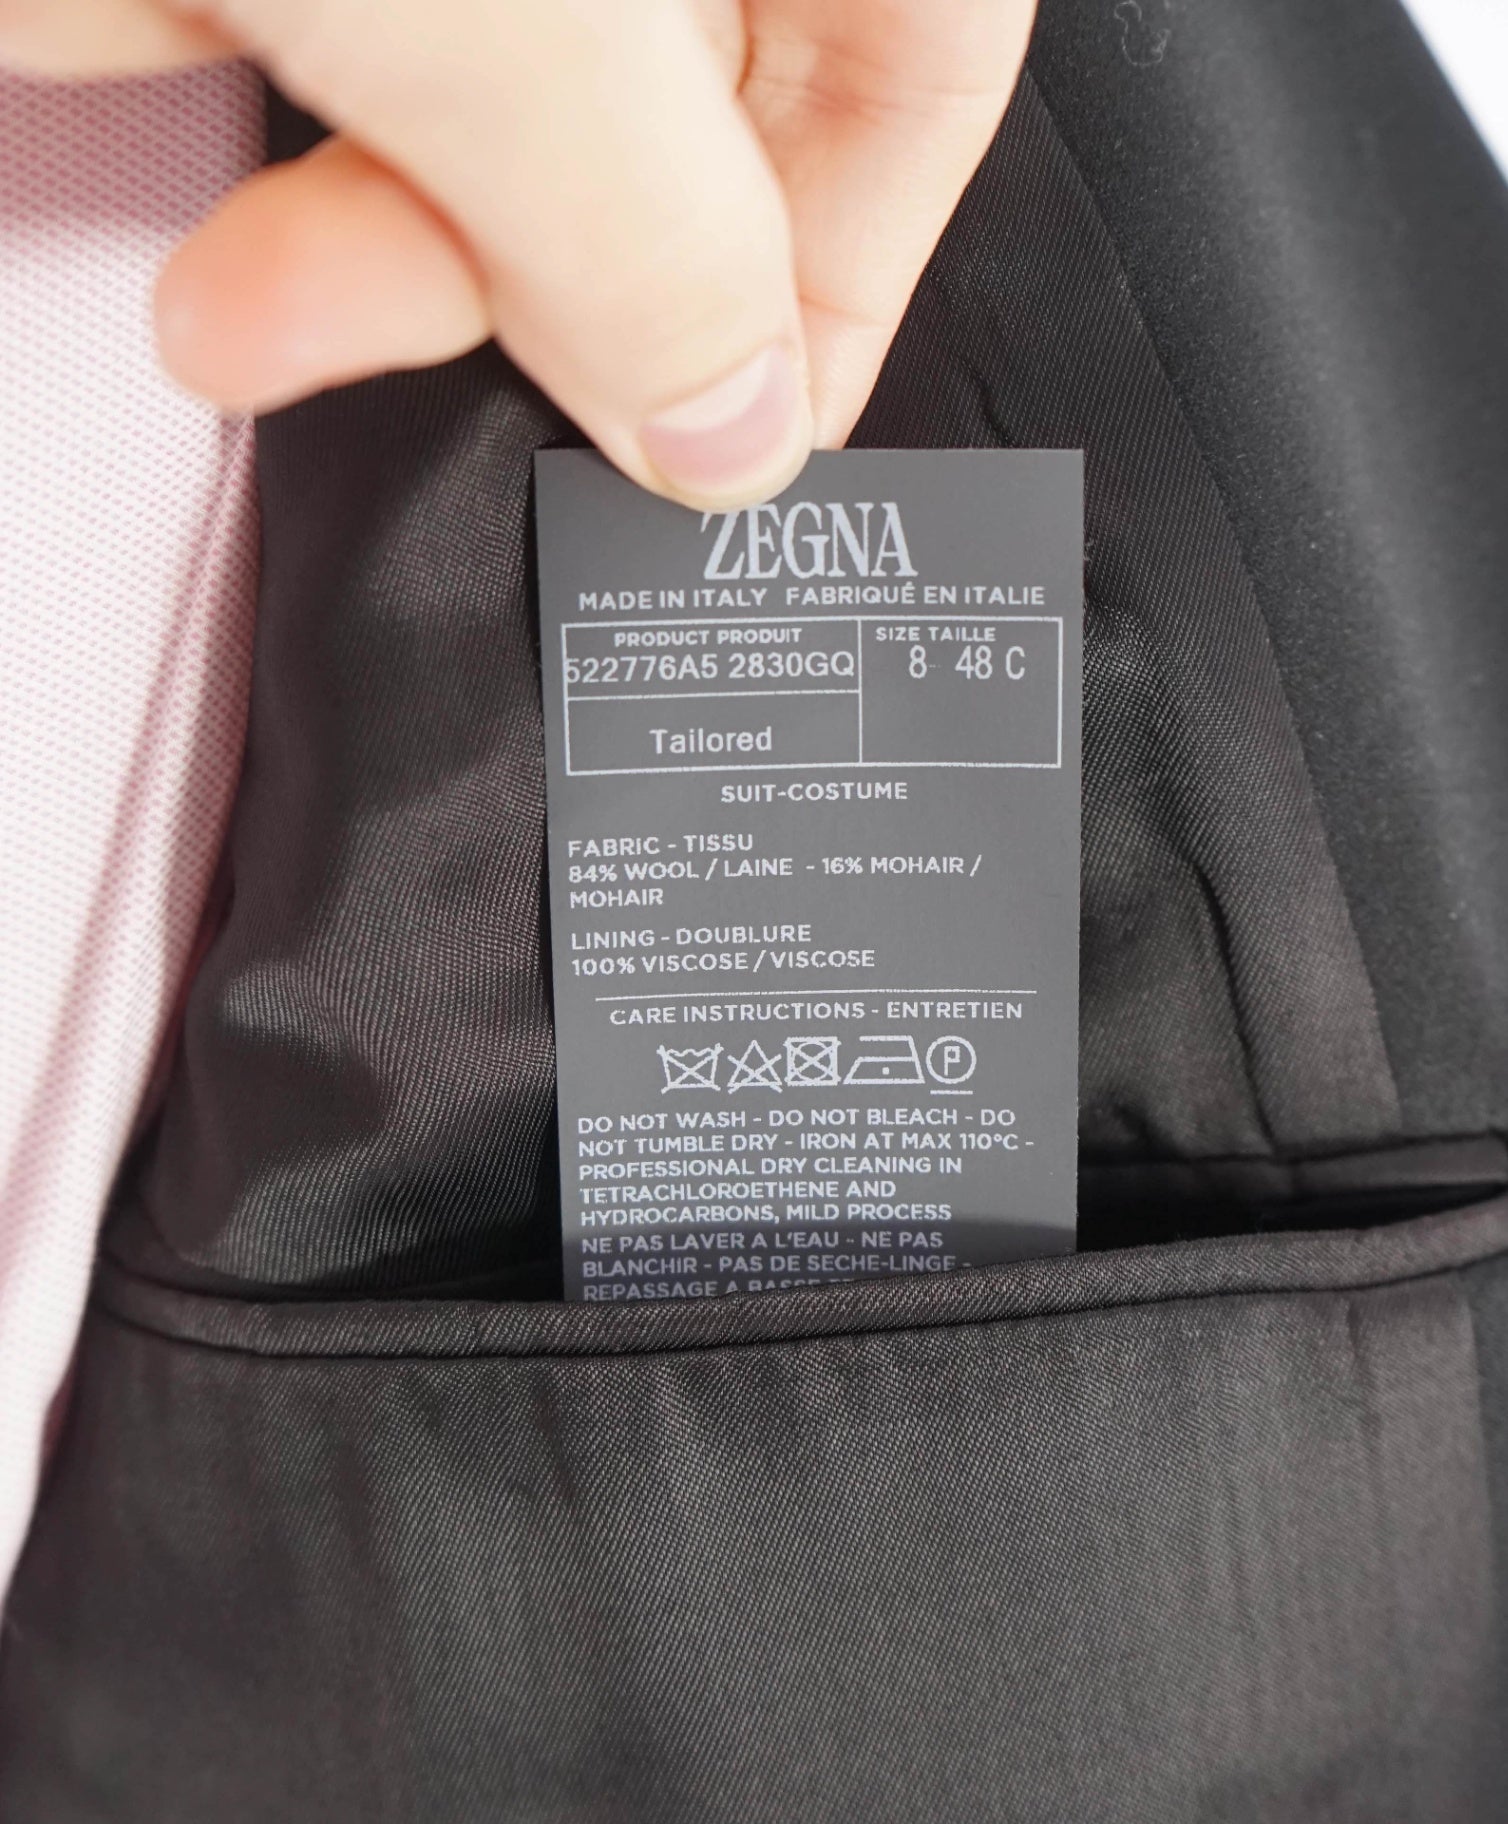 ZEGNA
MADE IN ITALY FABRIQUÉ EN ITALIE
PRODUCT PRODUIT
522776A5 2830GQ
Tailored
SIZE TAILLE
8- 48 C
SUIT-COSTUME
FABRIC - TISSU
84% WOOL / LAINE - 16% MOHAIR /
MOHAIR
LINING - DOUBLURE
100% VISCOSE / VISCOSE
CARE INSTRUCTIONS - ENTRETIEN
P
DO NOT WASH - DO NOT BLEACH - DO
NOT TUMBLE DRY - IRON AT MAX 110°C -
PROFESSIONAL DRY CLEANING IN
TETRACHLOROETHENE AND
HYDROCARBONS, MILD PROCESS
NE PAS LAVER A L'EAU - NE PAS
BLANCHIR - PAS DE SECHE-LINGE -
REPASSAGE A BASSE